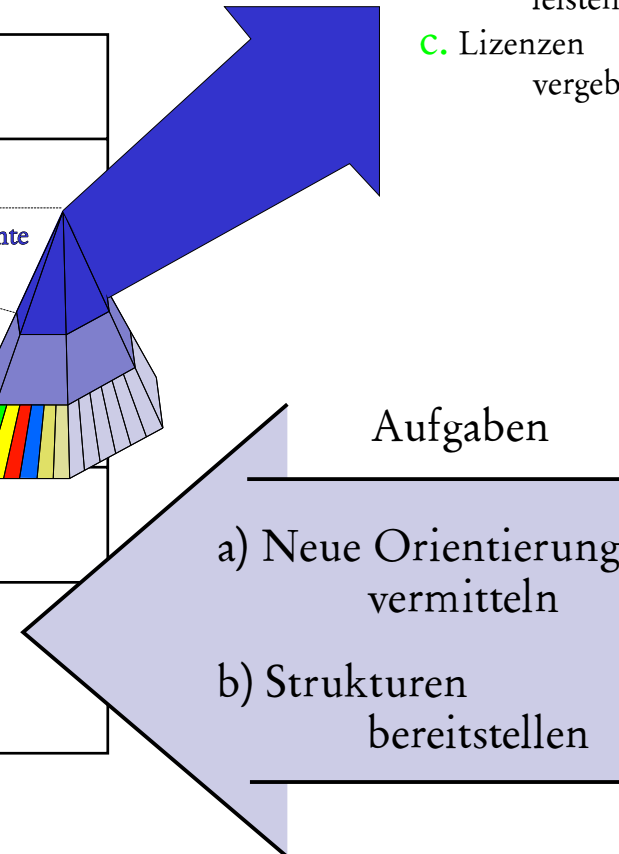 c. Lizenzen
Aufgaben
a) Neue Orientierung
vermitteln
b) Strukturen
bereitstellen